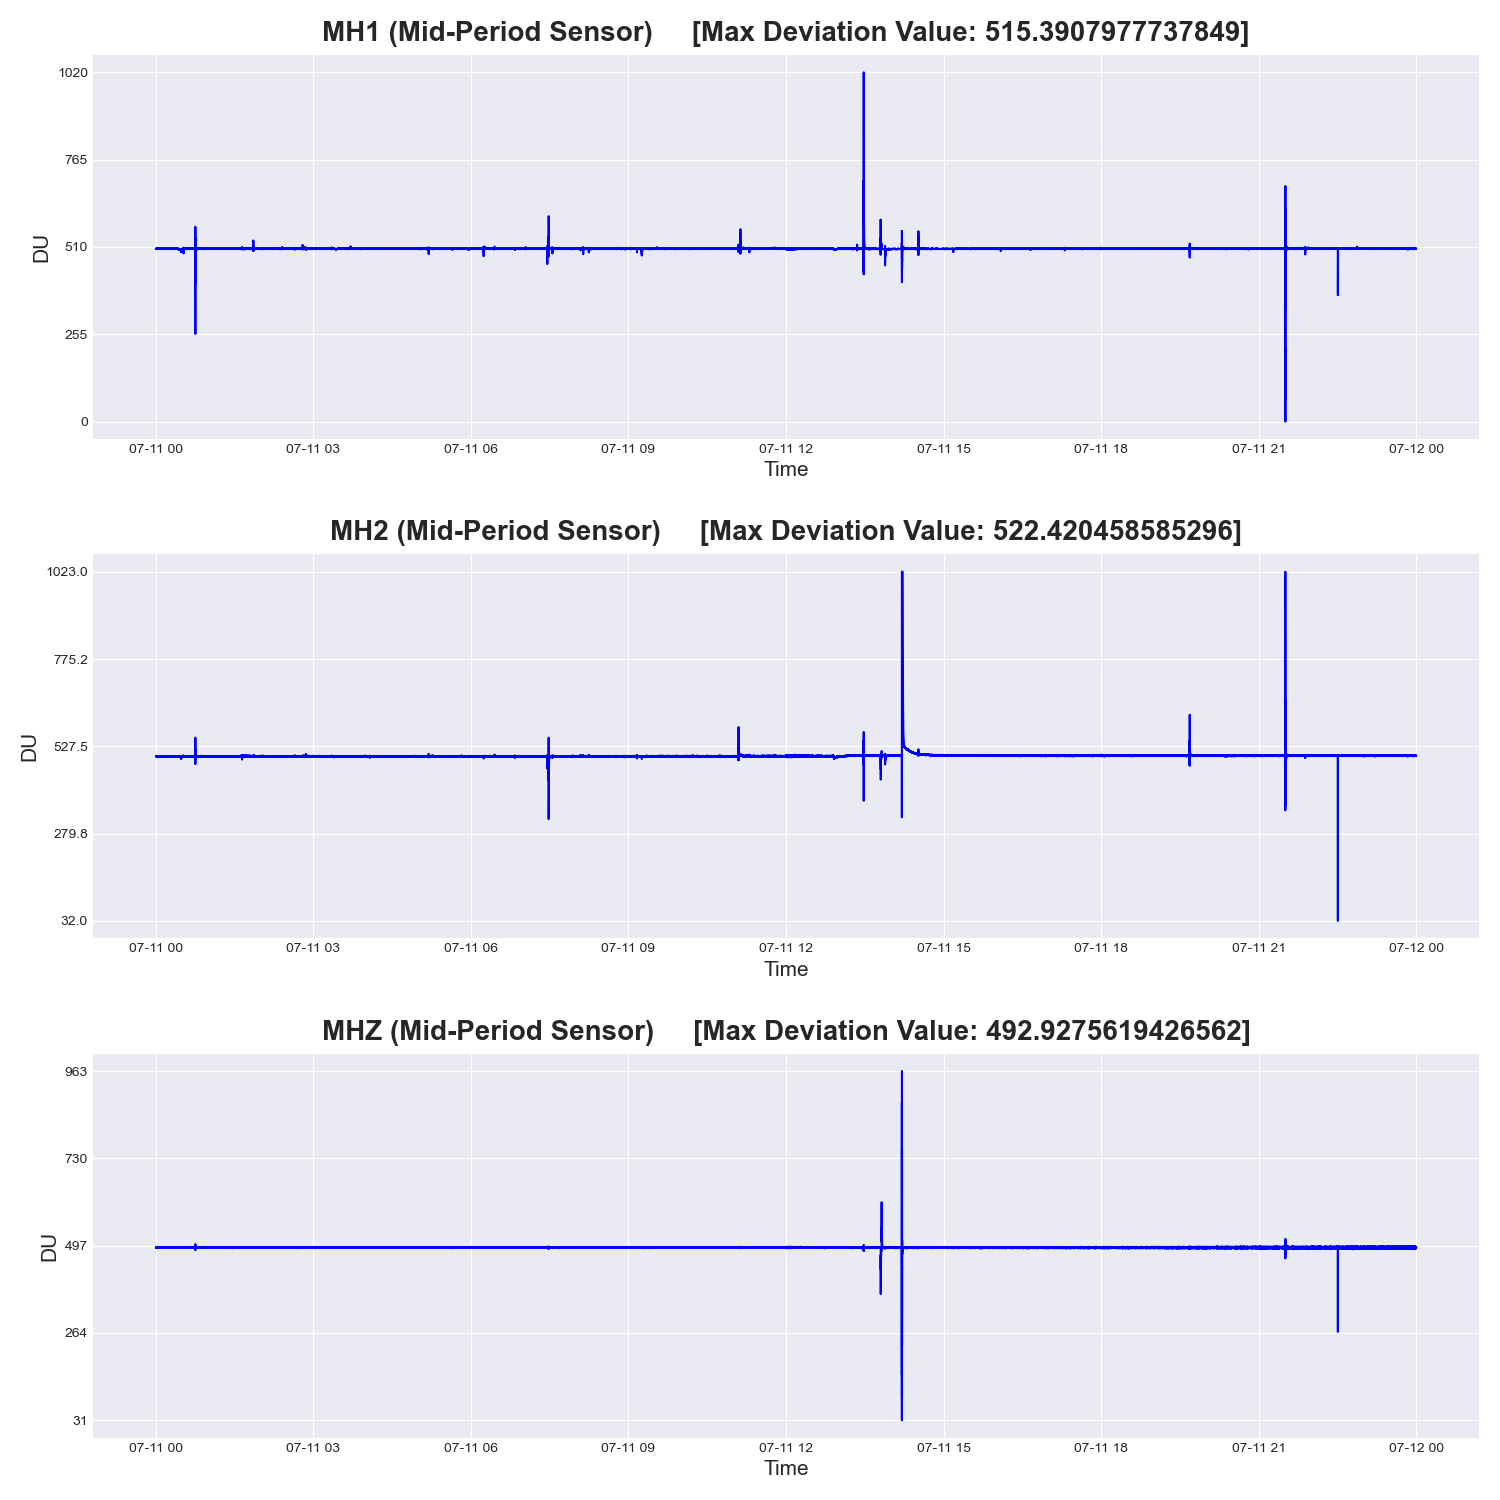 MH1 (Mid-Period Sensor) [Max Deviation Value: 515.3907977737849]
1020
765
510
255
0
DU
07-11 00 07-11 03 07-11 06 07-11 09 07-11 12 07-11 15 07-11 18 07-11 21 07-12 00
Time
MH2 (Mid-Period Sensor) [Max Deviation Value: 522.420458585296]
1023.0
775.2
527.5
279.8
32.0
DU
07-11 00 07-11 03 07-11 06 07-11 09 07-11 12 07-11 15 07-11 18 07-11 21 07-12 00
Time
MHZ (Mid-Period Sensor) [Max Deviation Value: 492.9275619426562]
963
730
497
264
31
DU
07-11 00 07-11 03 07-11 06 07-11 09 07-11 12 07-11 15 07-11 18 07-11 21 07-12 00
Time